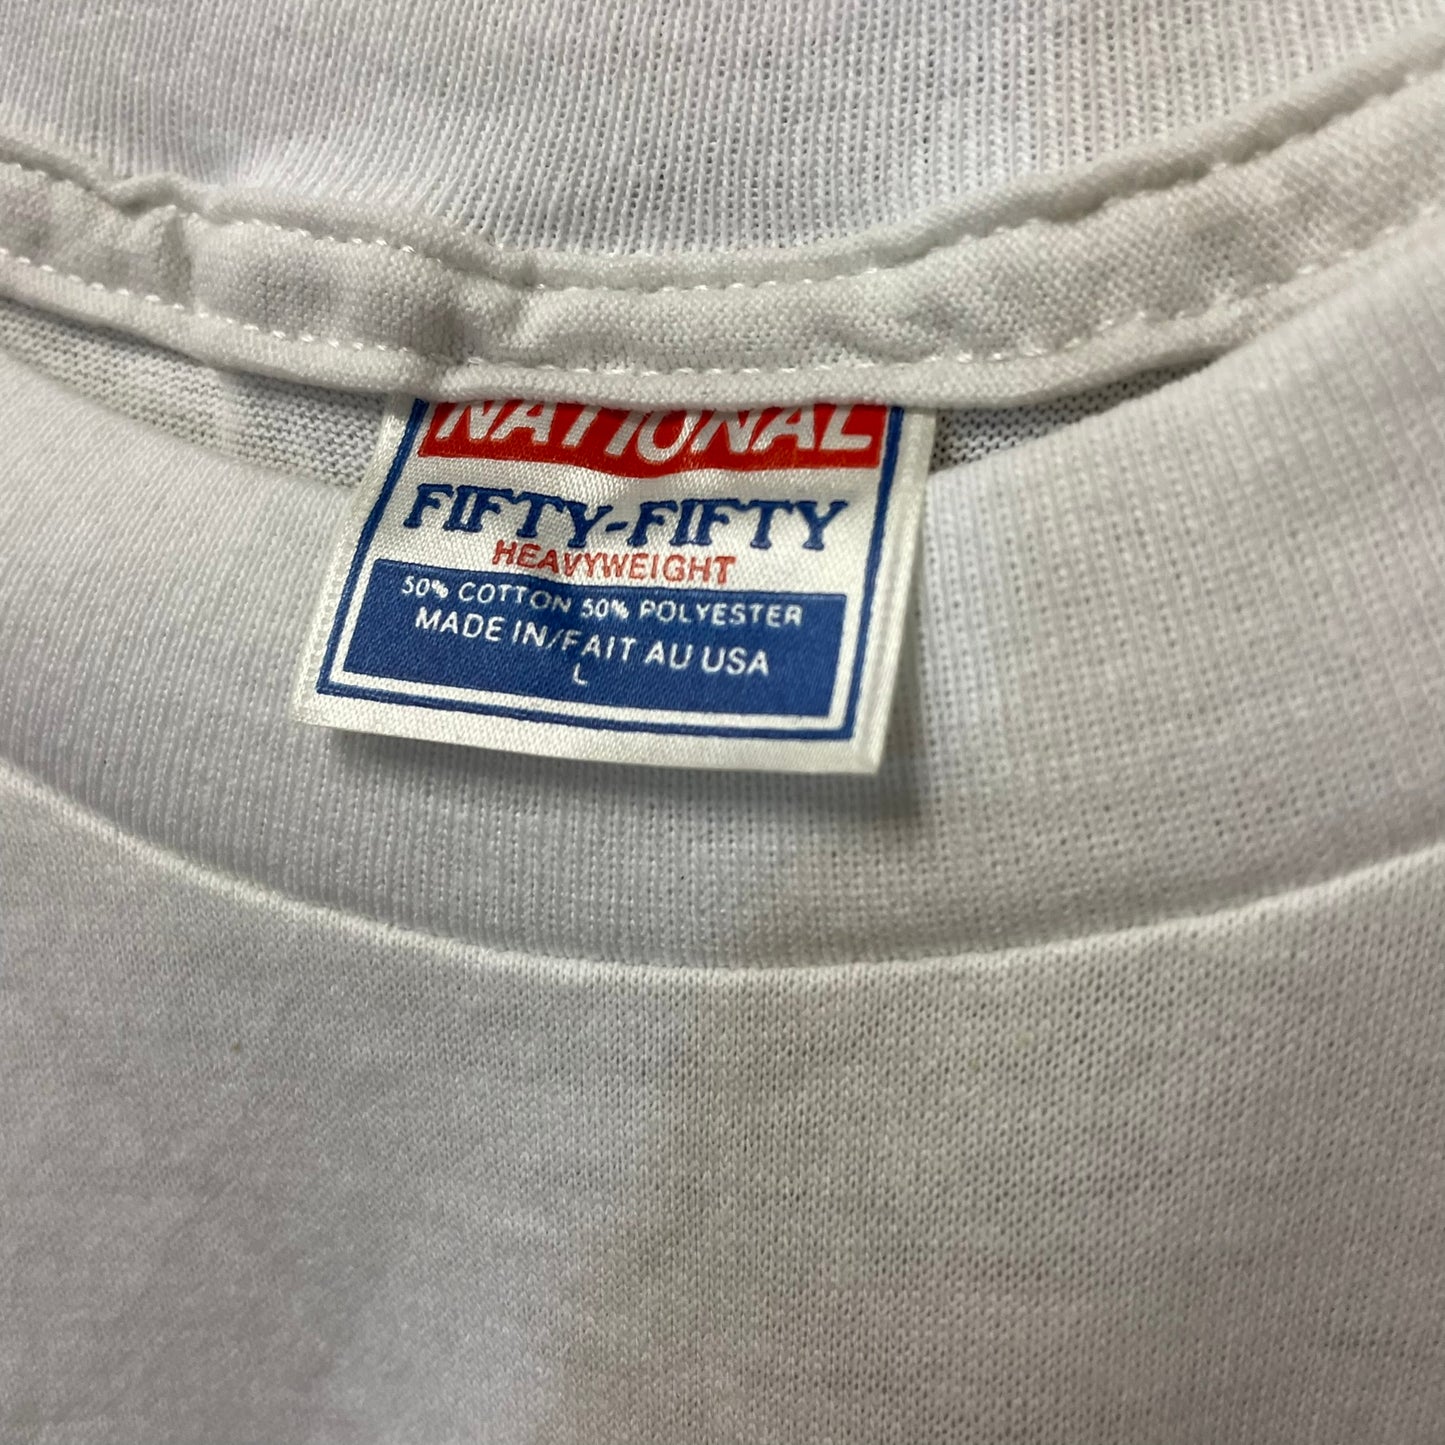 NATIONAL
FIFTY-FIFTY
HEAVYWEIGHT
50% COTTON 50% POLYESTER
MADE IN/FAIT AU USA
L